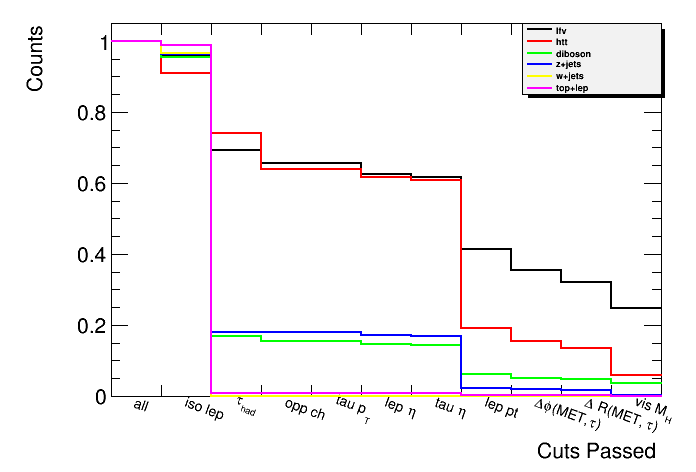 Counts
1
0.8
0.6
0.4
0.2
0
lfv
htt
diboson
z+jets
w+jets
top+lep
all
iso lep
τhad
opp ch
tau pT
lep η
tau η
lep pt
Δφ(MET,τ)
Δ R(MET, τ)
vis MH
Cuts Passed